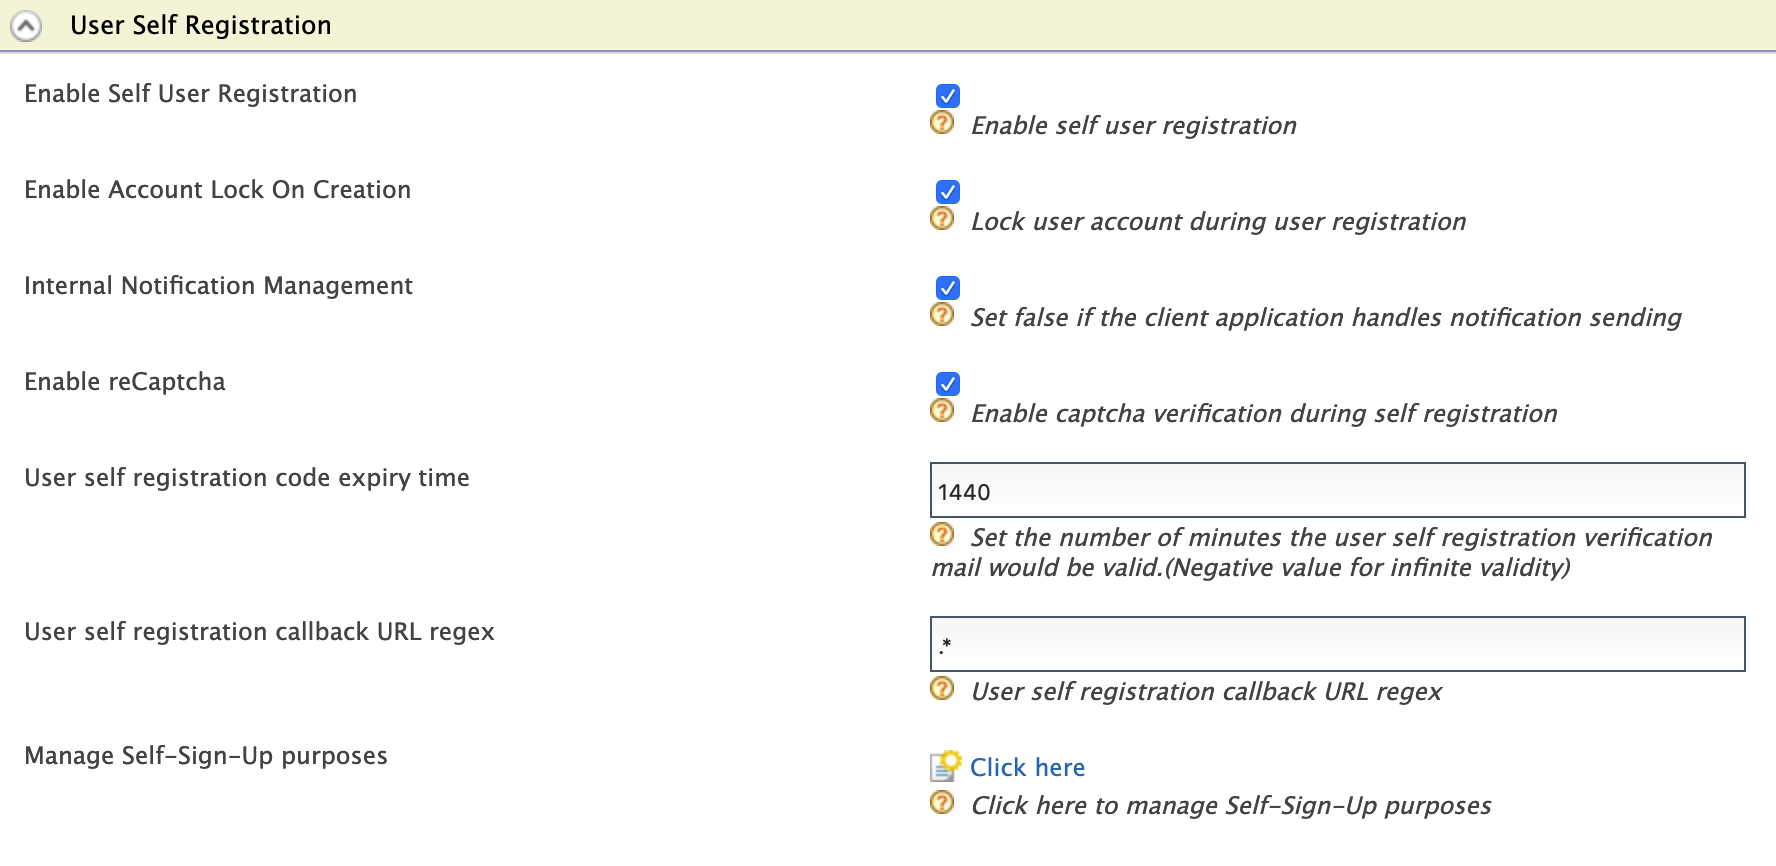 User Self Registration
Enable Self User Registration
Enable self user registration
Enable Account Lock On Creation
Lock user account during user registration
Internal Notification Management
Set false if the client application handles notification sending
Enable reCaptcha
Enable captcha verification during self registration
User self registration code expiry time
1440
Set the number of minutes the user self registration verification
mail would be valid.(Negative value for infinite validity)
User self registration callback URL regex
.*
User self registration callback URL regex
Manage Self-Sign-Up purposes
Click here
Click here to manage Self-Sign-Up purposes